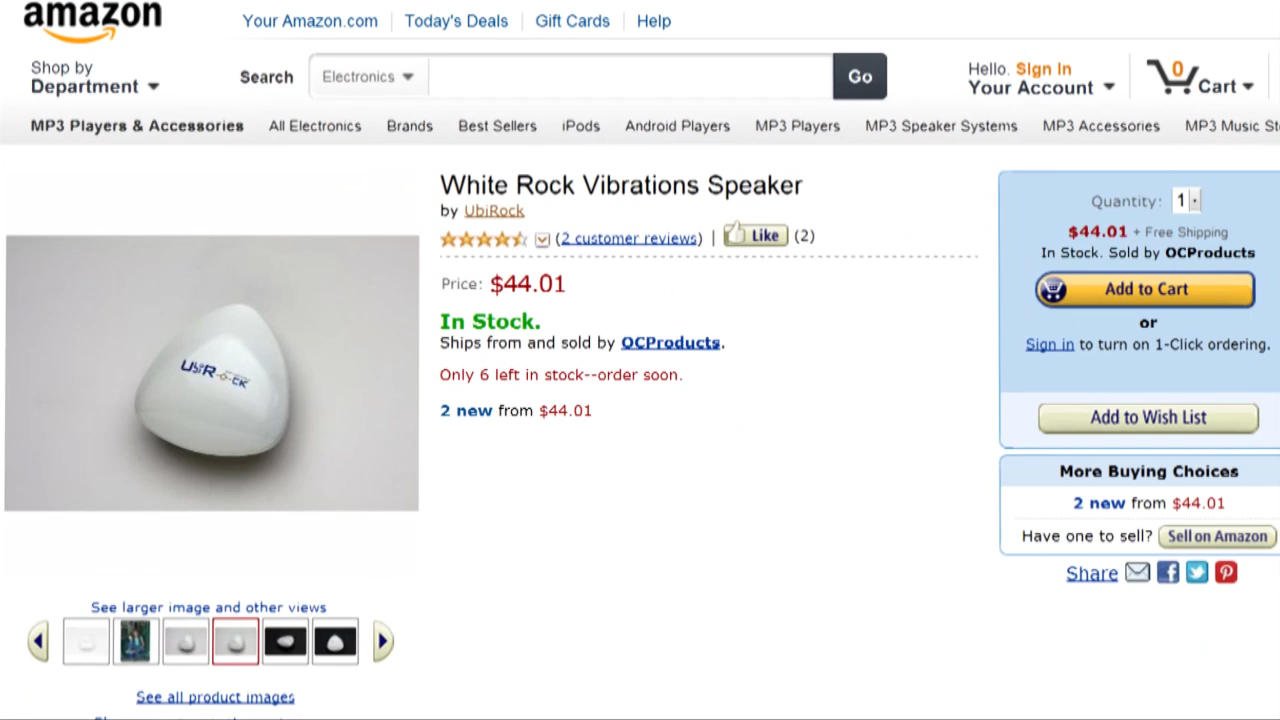 amazon
Your Amazon.com
Today's Deals
Gift Cards
Help
Shop by
Department
Search
Electronics
Go
Hello. Sign In
Your Account
0
Cart
MP3 Players & Accessories
All Electronics
Brands
Best Sellers
iPods
Android Players
MP3 Players
MP3 Speaker Systems
MP3 Accessories
MP3 Music
White Rock Vibrations Speaker
by UbiRock
(2 customer reviews) | Like (2)
Price: $44.01
In Stock.
Ships from and sold by OCProducts.
Only 6 left in stock--order soon.
2 new from $44.01
Quantity: 1
$44.01 + Free Shipping
In Stock. Sold by OCProducts
Add to Cart
or
Sign in to turn on 1-Click ordering.
Add to Wish List
More Buying Choices
2 new from $44.01
Have one to sell? Sell on Amazon
Share
UBIROCK
See larger image and other views
See all product images